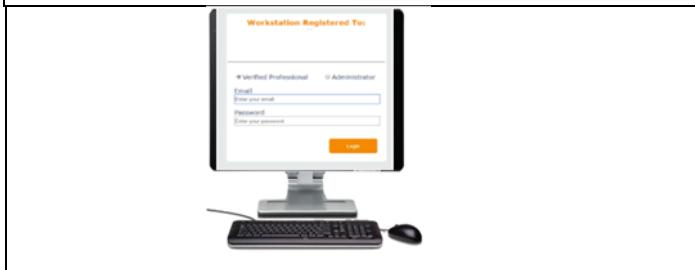 Workstation Registered To:
Verified Professional Administrator
Email
Enter your email
Password
Enter your password
Login